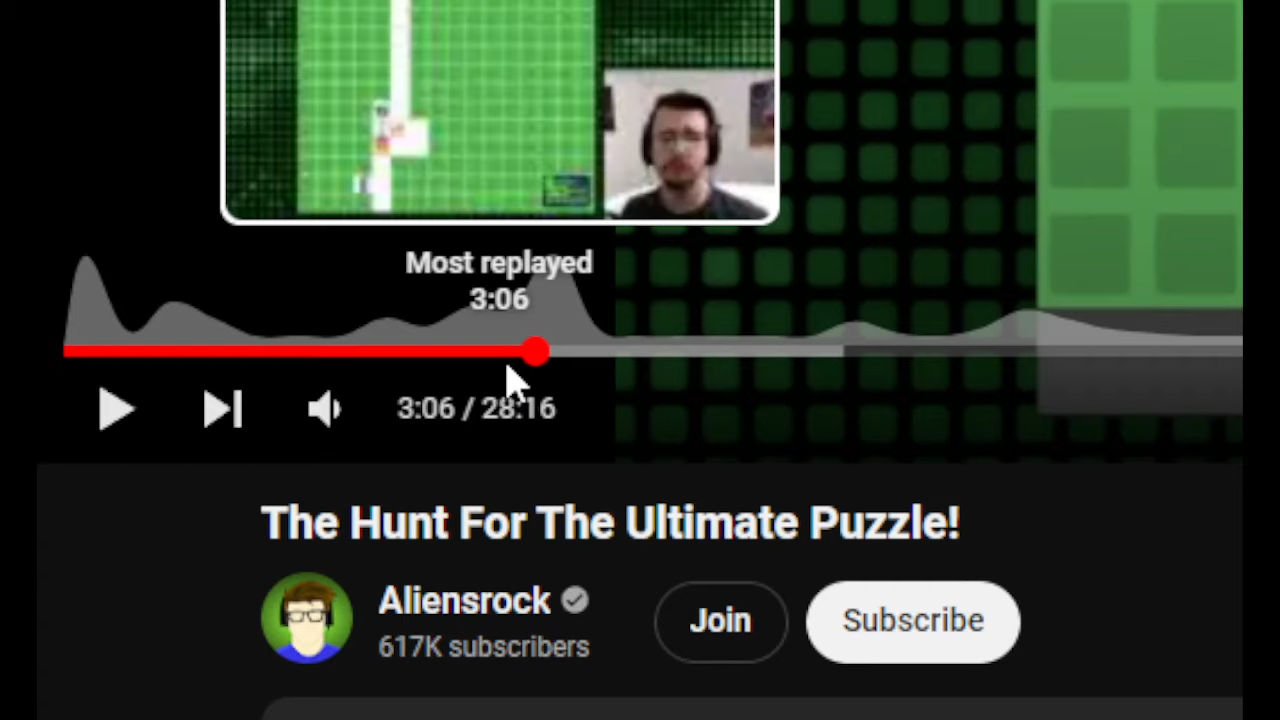 Most replayed
3:06
3:06 / 28:16
The Hunt For The Ultimate Puzzle!
Aliensrock
617K subscribers
Join
Subscribe